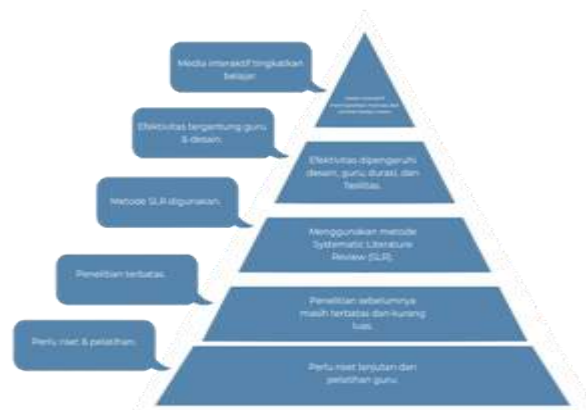 Media interaktif tingkatkan
belajar.
Efektivitas tergantung guru
& desain.
Efektivitas dipengaruhi
desain, guru, durasi, dan
fasilitas.
Metode SLR digunakan.
Menggunakan metode
Systematic Literature
Review (SLR).
Penelitian terbatas.
Penelitian sebelumnya
masih terbatas dan kurang
luas.
Perlu riset & pelatihan.
Perlu riset lanjutan dan
pelatihan guru.